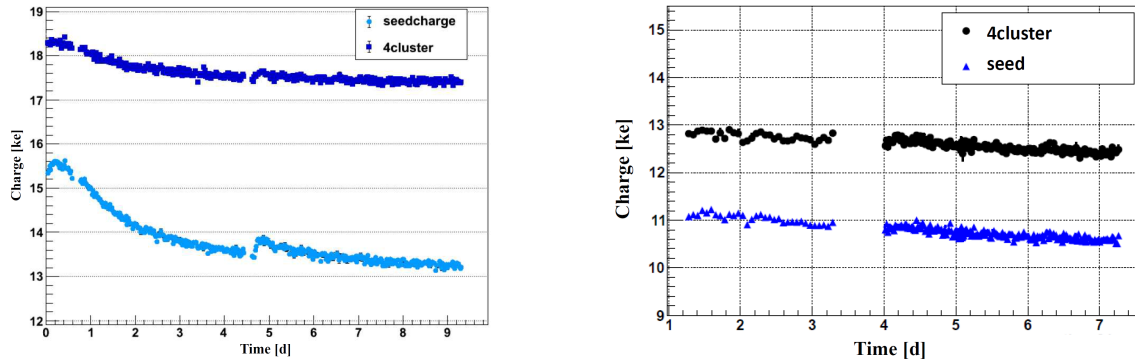 seedcharge
4cluster
19
18
17
16
15
14
13
12
Charge [ke]
0 1 2 3 4 5 6 7 8 9
Time [d]
4cluster
seed
15
14
13
12
11
10
9
Charge [ke]
1 2 3 4 5 6 7
Time [d]